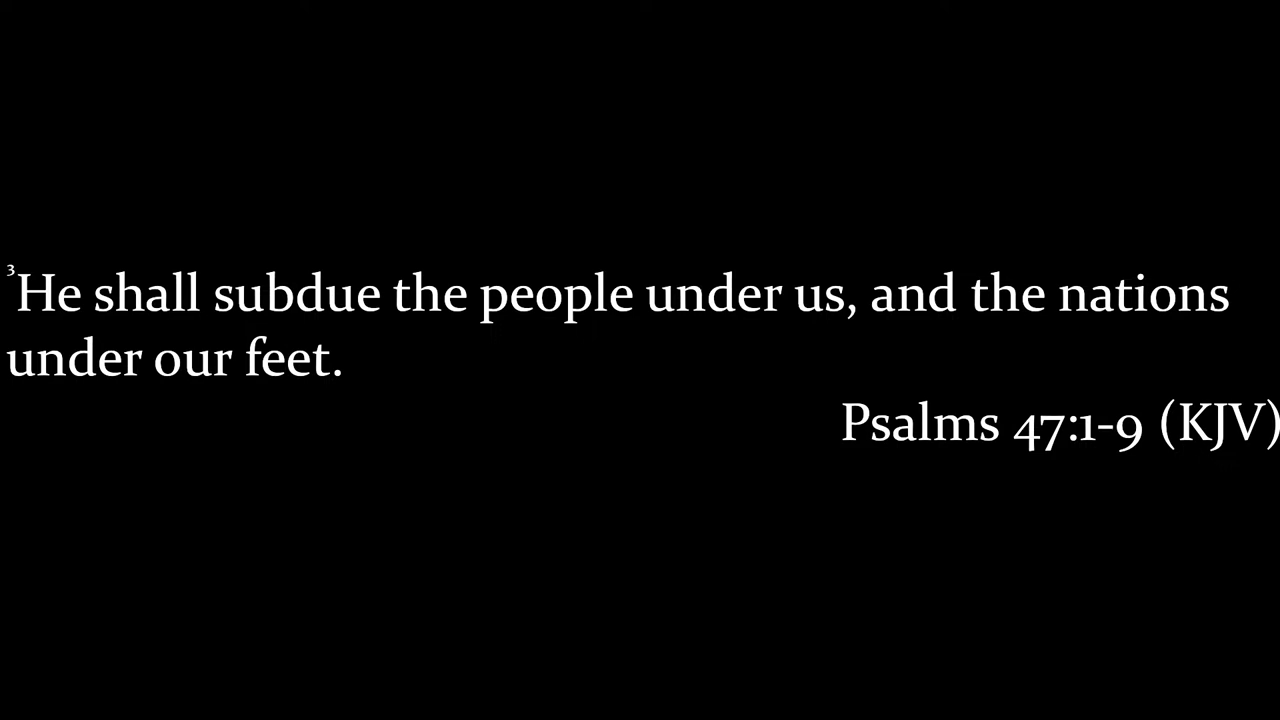 ³He shall subdue the people under us, and the nations
under our feet.
Psalms 47:1-9 (KJV)